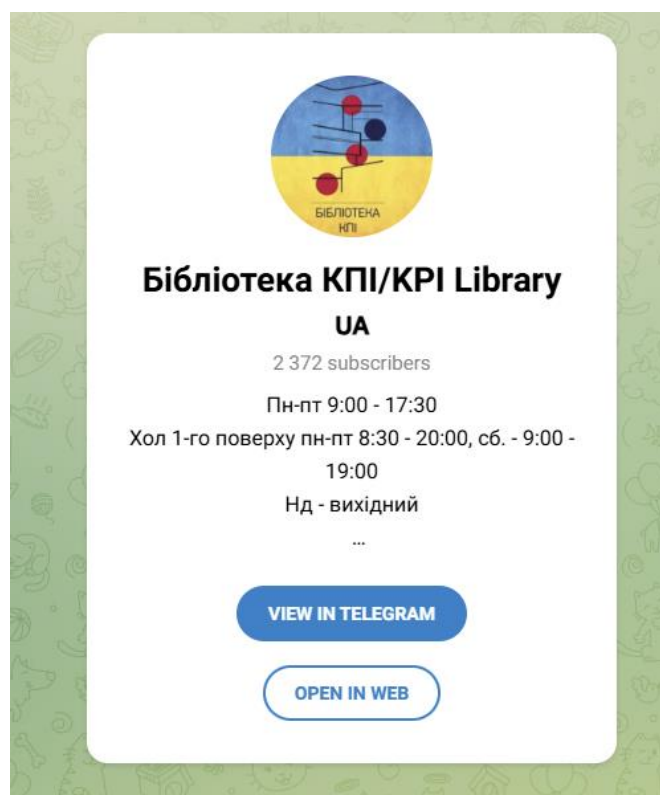 БІБЛІОТЕКА
КПІ
Бібліотека КПІ/KPI Library
UA
2 372 subscribers
Пн-пт 9:00 - 17:30
Хол 1-го поверху пн-пт 8:30 - 20:00, сб. - 9:00 -
19:00
Нд - вихідний
...
VIEW IN TELEGRAM
OPEN IN WEB